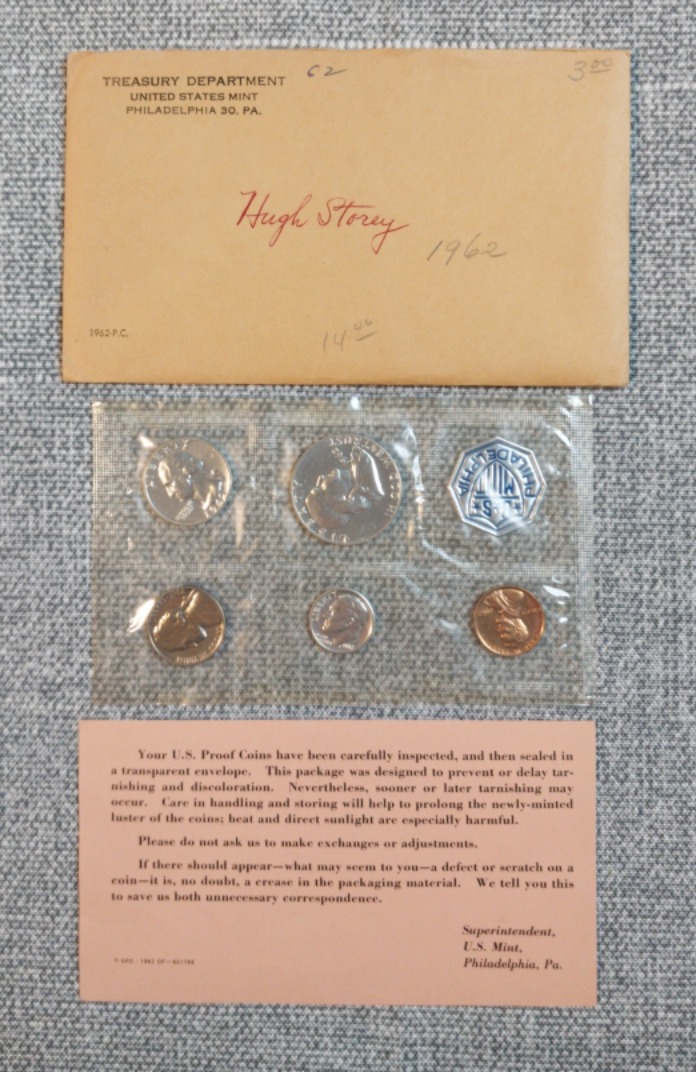 TREASURY DEPARTMENT
UNITED STATES MINT
PHILADELPHIA 30, PA.
62
3.00
Hugh Storey
1962
14.00
1962-P.C.
LIBERTY
LIBERTY
PHILADELPHIA
MINT
U.S.
LIBERTY
Your U.S. Proof Coins have been carefully inspected, and then sealed in
a transparent envelope. This package was designed to prevent or delay tar-
nishing and discoloration. Nevertheless, sooner or later tarnishing may
occur. Care in handling and storing will help to prolong the newly-minted
luster of the coins; heat and direct sunlight are especially harmful.
Please do not ask us to make exchanges or adjustments.
If there should appear—what may seem to you—a defect or scratch on a
coin—it is, no doubt, a crease in the packaging material. We tell you this
to save us both unnecessary correspondence.
Superintendent,
U.S. Mint,
Philadelphia, Pa.